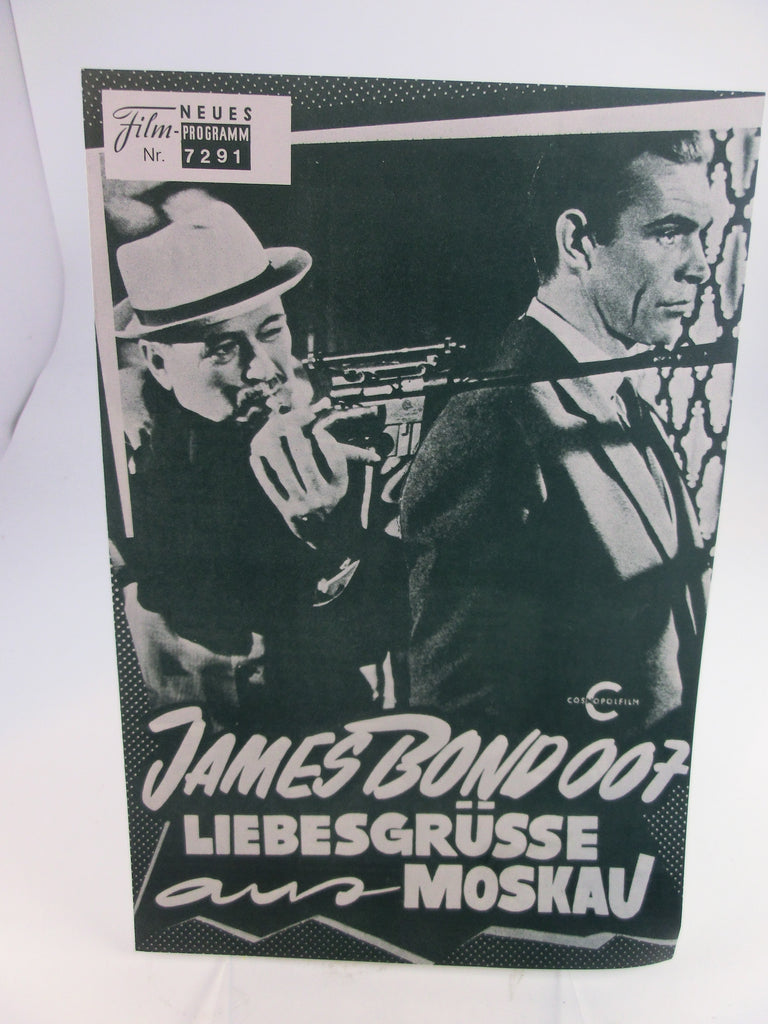 Film-
NEUES
PROGRAMM
Nr. 7291
COSMOPOLFILM
JAMES BOND 007
LIEBESGRÜSSE
aus MOSKAU